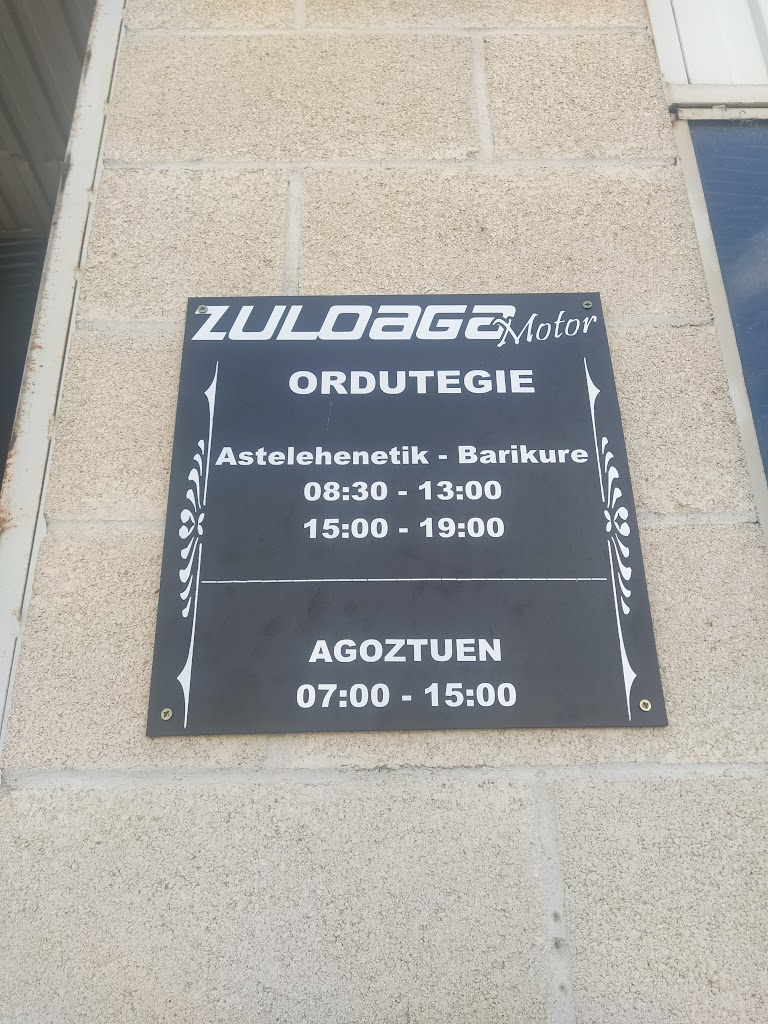 ZULOAGA Motor
ORDUTEGIE
Astelehenetik - Barikure
08:30 - 13:00
15:00 - 19:00
AGOZTUEN
07:00 - 15:00